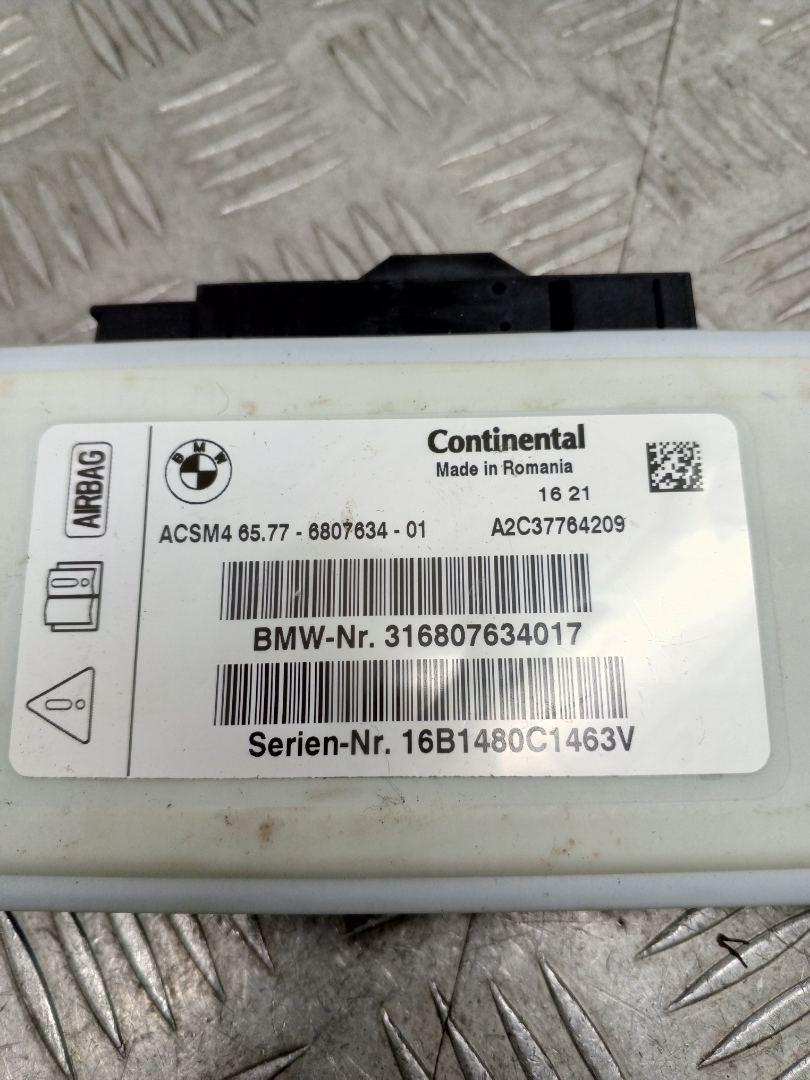 AIRBAG
BMW
Continental
Made in Romania
16 21
ACSM4 65.77 - 6807634 - 01 A2C37764209
BMW-Nr. 316807634017
Serien-Nr. 16B1480C1463V